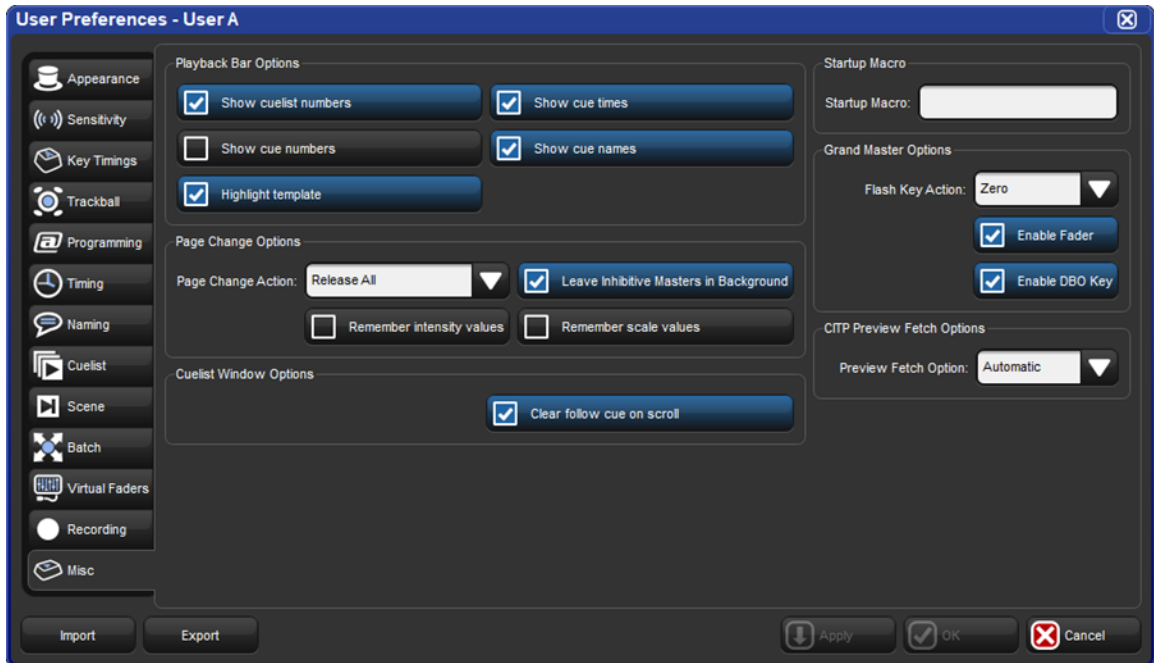 User Preferences - User A
Appearance
Sensitivity
Key Timings
Trackball
Programming
Timing
Naming
Cuelist
Scene
Batch
Virtual Faders
Recording
Misc
Playback Bar Options
Show cuelist numbers
Show cue times
Show cue numbers
Show cue names
Highlight template
Page Change Options
Page Change Action: Release All
Leave Inhibitive Masters in Background
Remember intensity values
Remember scale values
Cuelist Window Options
Clear follow cue on scroll
Startup Macro
Startup Macro:
Grand Master Options
Flash Key Action: Zero
Enable Fader
Enable DBO Key
CITP Preview Fetch Options
Preview Fetch Option: Automatic
Import
Export
Apply
OK
Cancel